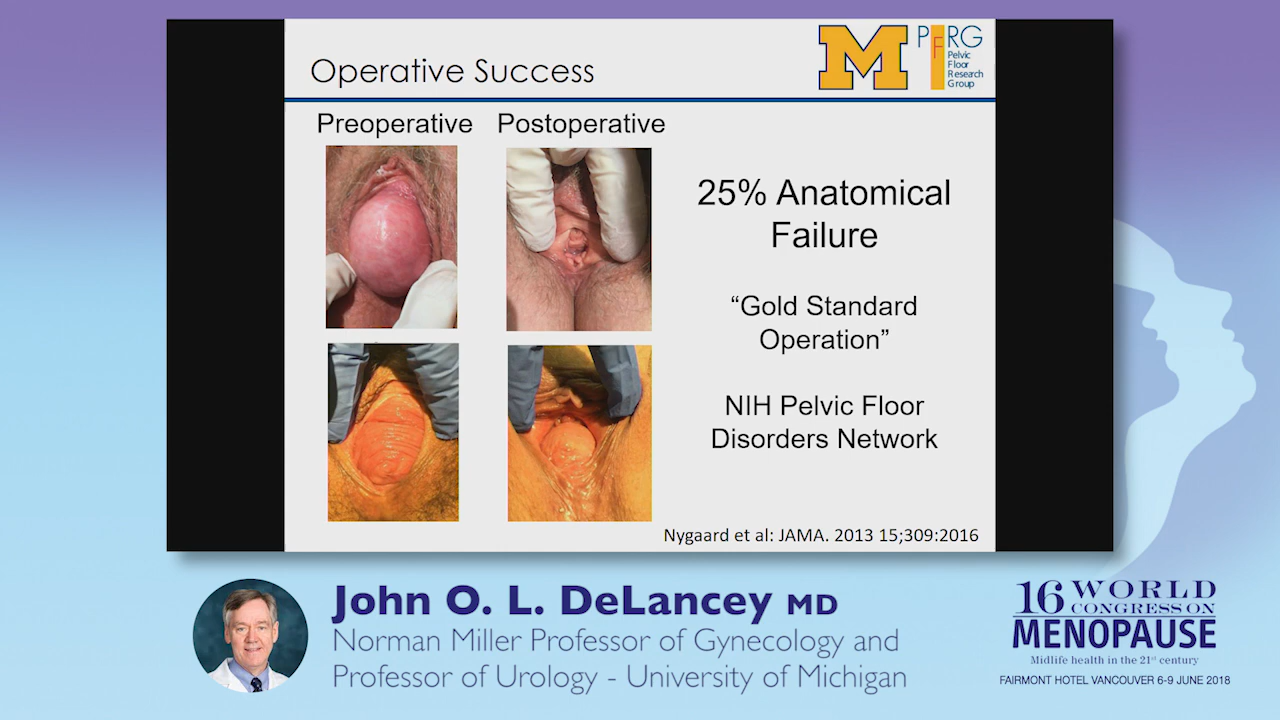 Operative Success
M
PFRG
Pelvic
Floor
Research
Group
Preoperative
Postoperative
25% Anatomical
Failure
“Gold Standard
Operation”
NIH Pelvic Floor
Disorders Network
Nygaard et al: JAMA. 2013 15;309:2016
John O. L. DeLancey MD
Norman Miller Professor of Gynecology and
Professor of Urology - University of Michigan
16 WORLD
CONGRESS ON
MENOPAUSE
Midlife health in the 21st century
FAIRMONT HOTEL VANCOUVER 6-9 JUNE 2018